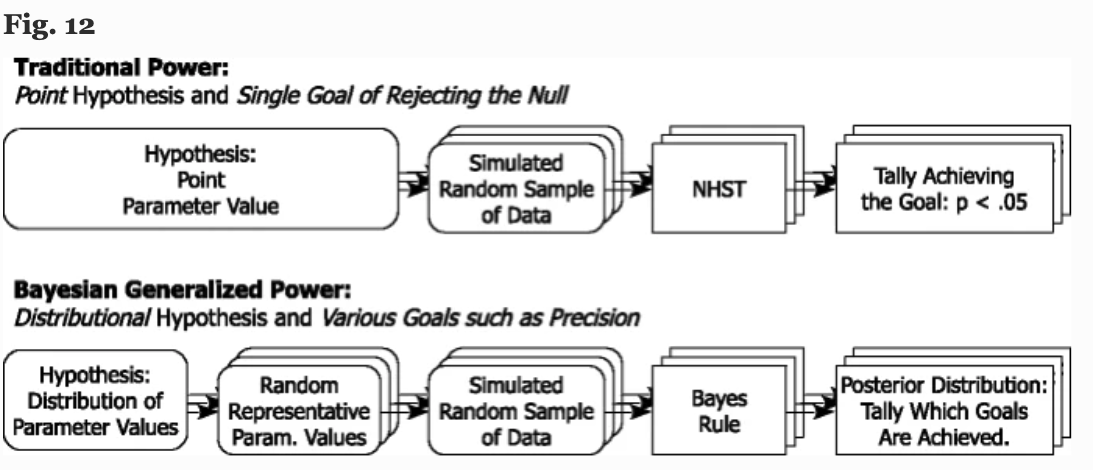 Fig. 12
Traditional Power:
Point Hypothesis and Single Goal of Rejecting the Null
Hypothesis:
Point
Parameter Value
Simulated
Random Sample
of Data
NHST
Tally Achieving
the Goal: p < .05
Bayesian Generalized Power:
Distributional Hypothesis and Various Goals such as Precision
Hypothesis:
Distribution of
Parameter Values
Random
Representative
Param. Values
Simulated
Random Sample
of Data
Bayes
Rule
Posterior Distribution:
Tally Which Goals
Are Achieved.